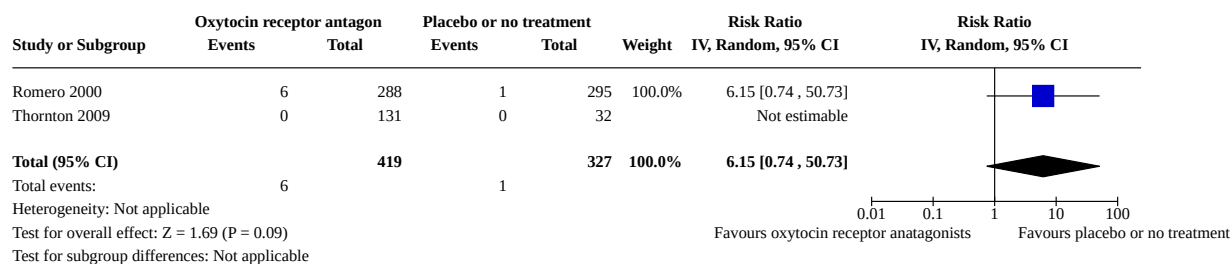 Oxytocin receptor antagon Placebo or no treatment Risk Ratio Risk Ratio
Study or Subgroup Events Total Events Total Weight IV, Random, 95% CI IV, Random, 95% CI
Romero 2000 6 288 1 295 100.0% 6.15 [0.74 , 50.73]
Thornton 2009 0 131 0 32 Not estimable
Total (95% CI) 419 327 100.0% 6.15 [0.74 , 50.73]
Total events: 6 1
Heterogeneity: Not applicable
0.01 0.1 1 10 100
Test for overall effect: Z = 1.69 (P = 0.09) Favours oxytocin receptor anatagonists Favours placebo or no treatment
Test for subgroup differences: Not applicable